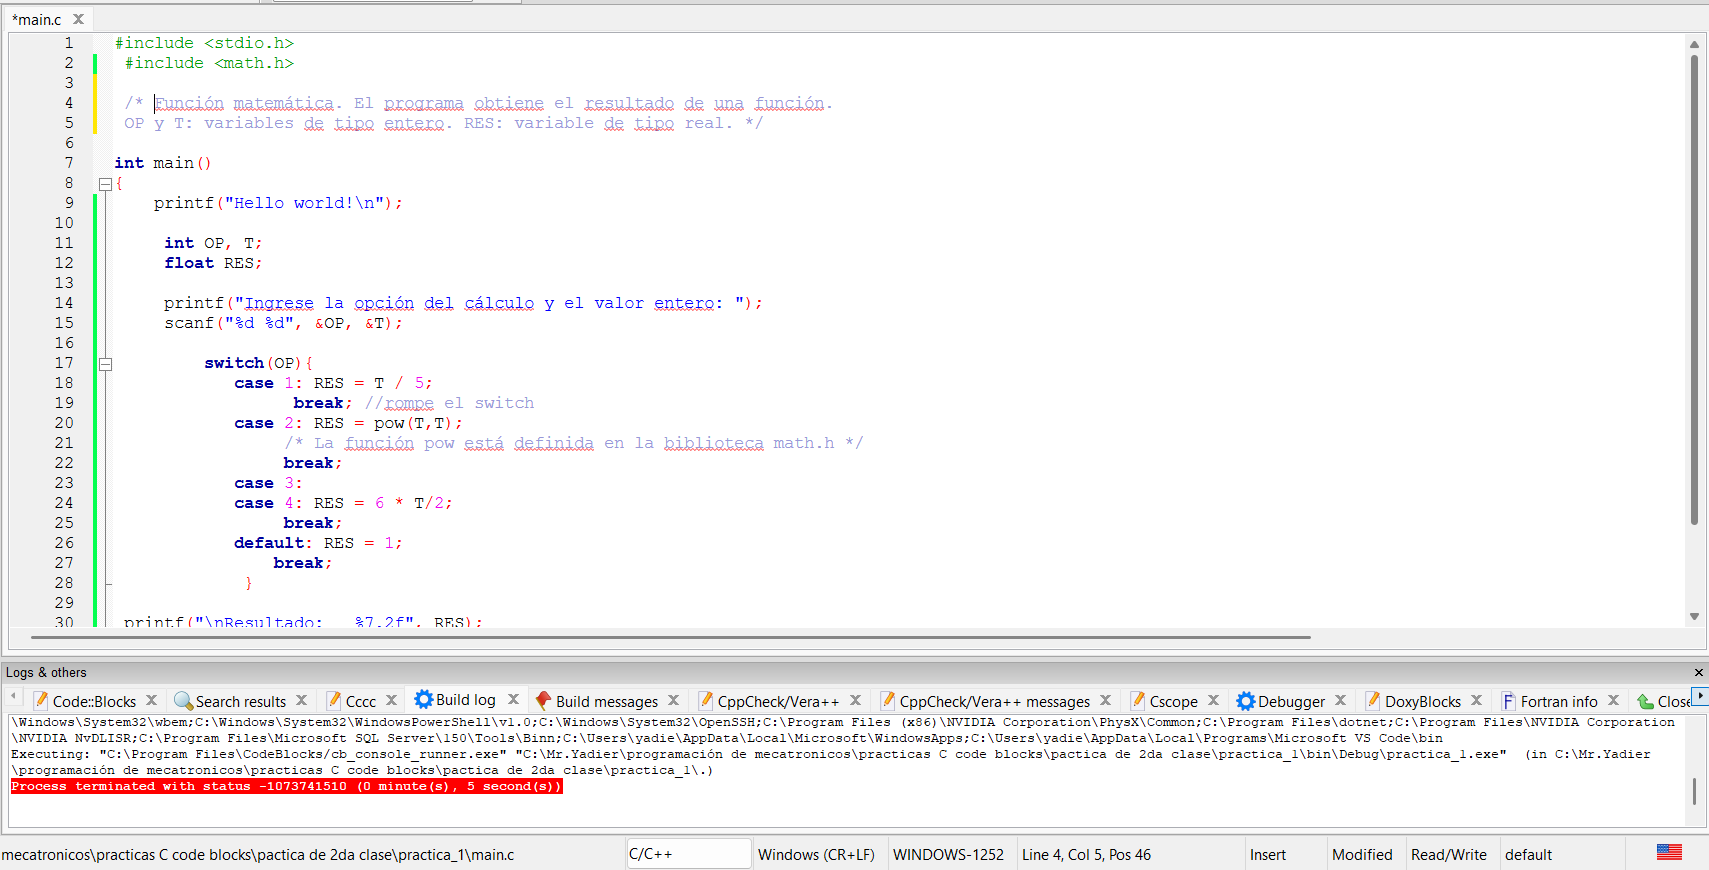 *main.c X
1 #include <stdio.h>
2 #include <math.h>
3
4 /* Función matemática. El programa obtiene el resultado de una función.
5 OP y T: variables de tipo entero. RES: variable de tipo real. */
6
7 int main()
8 {
9 printf("Hello world!\n");
10
11 int OP, T;
12 float RES;
13
14 printf("Ingrese la opción del cálculo y el valor entero: ");
15 scanf("%d %d", &OP, &T);
16
17 switch(OP){
18 case 1: RES = T / 5;
19 break; //rompe el switch
20 case 2: RES = pow(T,T);
21 /* La función pow está definida en la biblioteca math.h */
22 break;
23 case 3:
24 case 4: RES = 6 * T/2;
25 break;
26 default: RES = 1;
27 break;
28 }
29
30 printf("\nResultado:   %7.2f", RES);
Logs & others
Code::Blocks X Search results X Cccc X Build log X Build messages X CppCheck/Vera++ X CppCheck/Vera++ messages X Cscope X Debugger X DoxyBlocks X Fortran info X Close
\Windows\System32\wbem;C:\Windows\System32\WindowsPowerShell\v1.0;C:\Windows\System32\OpenSSH;C:\Program Files (x86)\NVIDIA Corporation\PhysX\Common;C:\Program Files\dotnet;C:\Program Files\NVIDIA Corporation
\NVIDIA NvDLISR;C:\Program Files\Microsoft SQL Server\150\Tools\Binn;C:\Users\yadie\AppData\Local\Microsoft\WindowsApps;C:\Users\yadie\AppData\Local\Programs\Microsoft VS Code\bin
Executing: "C:\Program Files\CodeBlocks/cb_console_runner.exe" "C:\Mr.Yadier\programación de mecatronicos\practicas C code blocks\pactica de 2da clase\practica_1\bin\Debug\practica_1.exe"  (in C:\Mr.Yadier
\programación de mecatronicos\practicas C code blocks\pactica de 2da clase\practica_1\.)
Process terminated with status -1073741510 (0 minute(s), 5 second(s))
mecatronicos\practicas C code blocks\pactica de 2da clase\practica_1\main.c C/C++ Windows (CR+LF) WINDOWS-1252 Line 4, Col 5, Pos 46 Insert Modified Read/Write default